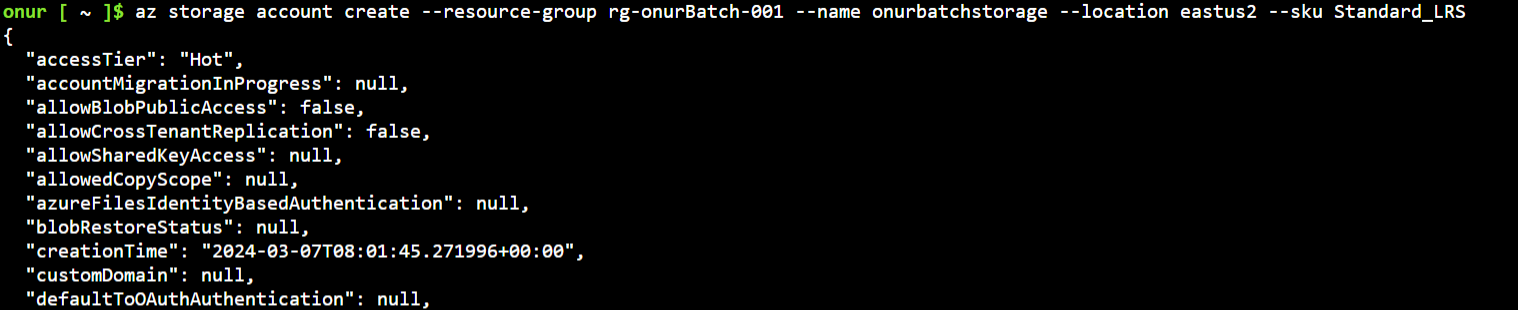 onur [ ~ ]$ az storage account create --resource-group rg-onurBatch-001 --name onurbatchstorage --location eastus2 --sku Standard_LRS
{
  "accessTier": "Hot",
  "accountMigrationInProgress": null,
  "allowBlobPublicAccess": false,
  "allowCrossTenantReplication": false,
  "allowSharedKeyAccess": null,
  "allowedCopyScope": null,
  "azureFilesIdentityBasedAuthentication": null,
  "blobRestoreStatus": null,
  "creationTime": "2024-03-07T08:01:45.271996+00:00",
  "customDomain": null,
  "defaultToOAuthAuthentication": null,